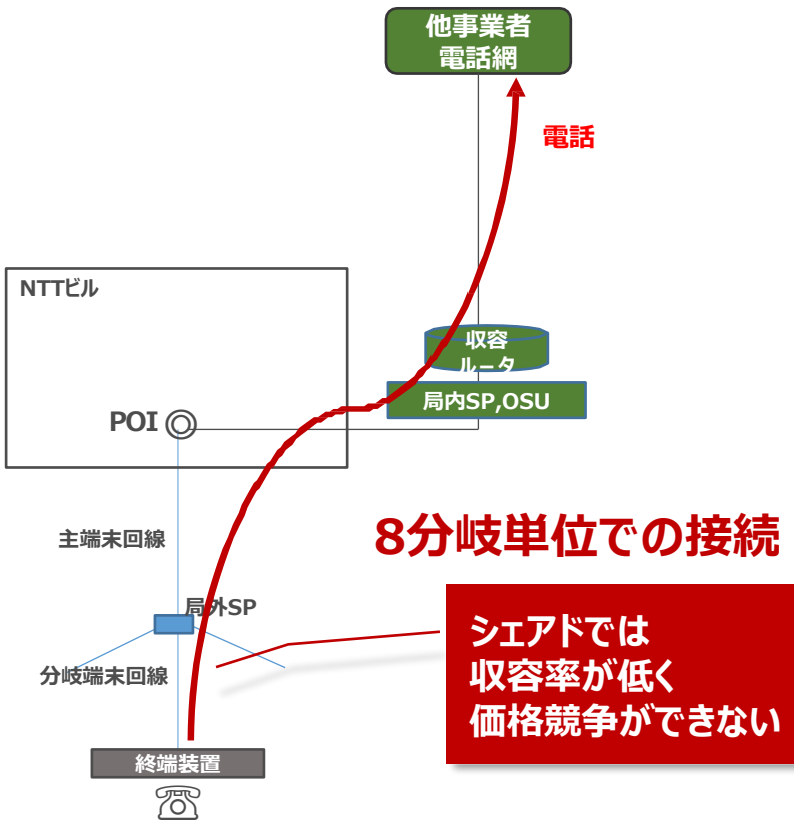 他事業者
電話網
電話
NTTビル
収容
ルータ
局内SP,OSU
POI
主端末回線
8分岐単位での接続
局外SP
シェアドでは
収容率が低く
価格競争ができない
分岐端末回線
終端装置